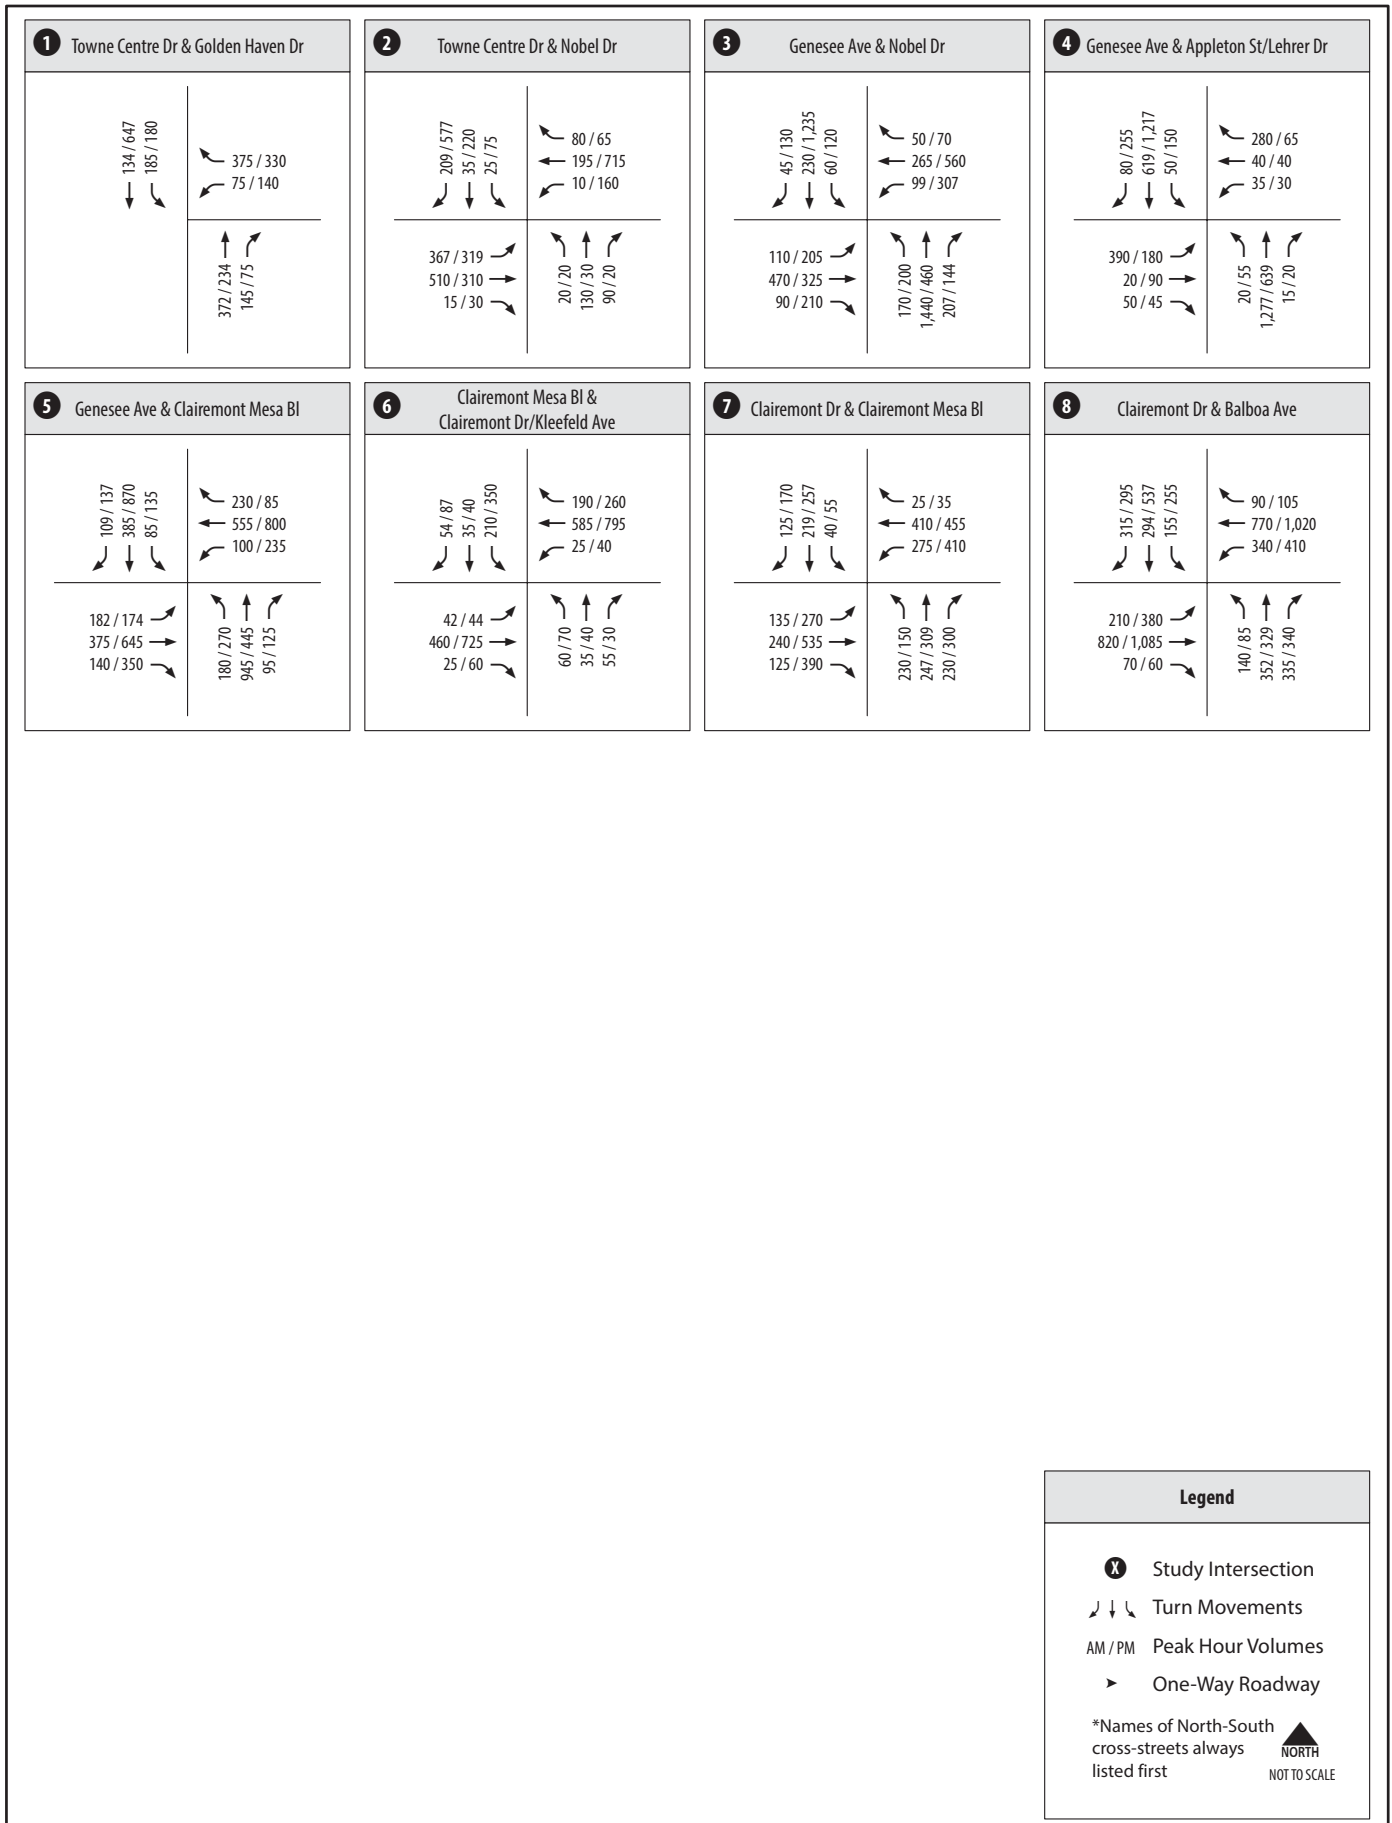 1 Towne Centre Dr & Golden Haven Dr
134 / 647
185 / 180
375 / 330
75 / 140
372 / 234
145 / 75
2 Towne Centre Dr & Nobel Dr
209 / 577
35 / 220
25 / 75
80 / 65
195 / 715
10 / 160
367 / 319
510 / 310
15 / 30
20 / 20
130 / 30
90 / 20
3 Genesee Ave & Nobel Dr
45 / 130
230 / 1,235
60 / 120
50 / 70
265 / 560
99 / 307
110 / 205
470 / 325
90 / 210
170 / 200
1,440 / 460
207 / 144
4 Genesee Ave & Appleton St/Lehrer Dr
80 / 255
619 / 1,217
50 / 150
280 / 65
40 / 40
35 / 30
390 / 180
20 / 90
50 / 45
20 / 55
1,277 / 639
15 / 20
5 Genesee Ave & Clairemont Mesa Bl
109 / 137
385 / 870
85 / 135
230 / 85
555 / 800
100 / 235
182 / 174
375 / 645
140 / 350
180 / 270
945 / 445
95 / 125
6 Clairemont Mesa Bl &
Clairemont Dr/Kleefeld Ave
54 / 87
35 / 40
210 / 350
190 / 260
585 / 795
25 / 40
42 / 44
460 / 725
25 / 60
60 / 70
35 / 40
55 / 30
7 Clairemont Dr & Clairemont Mesa Bl
125 / 170
219 / 257
40 / 55
25 / 35
410 / 455
275 / 410
135 / 270
240 / 535
125 / 390
230 / 150
247 / 309
230 / 300
8 Clairemont Dr & Balboa Ave
315 / 295
294 / 537
155 / 255
90 / 105
770 / 1,020
340 / 410
210 / 380
820 / 1,085
70 / 60
140 / 85
352 / 329
335 / 340
Legend
X Study Intersection
Turn Movements
AM / PM Peak Hour Volumes
One-Way Roadway
*Names of North-South
cross-streets always
listed first
NORTH
NOT TO SCALE